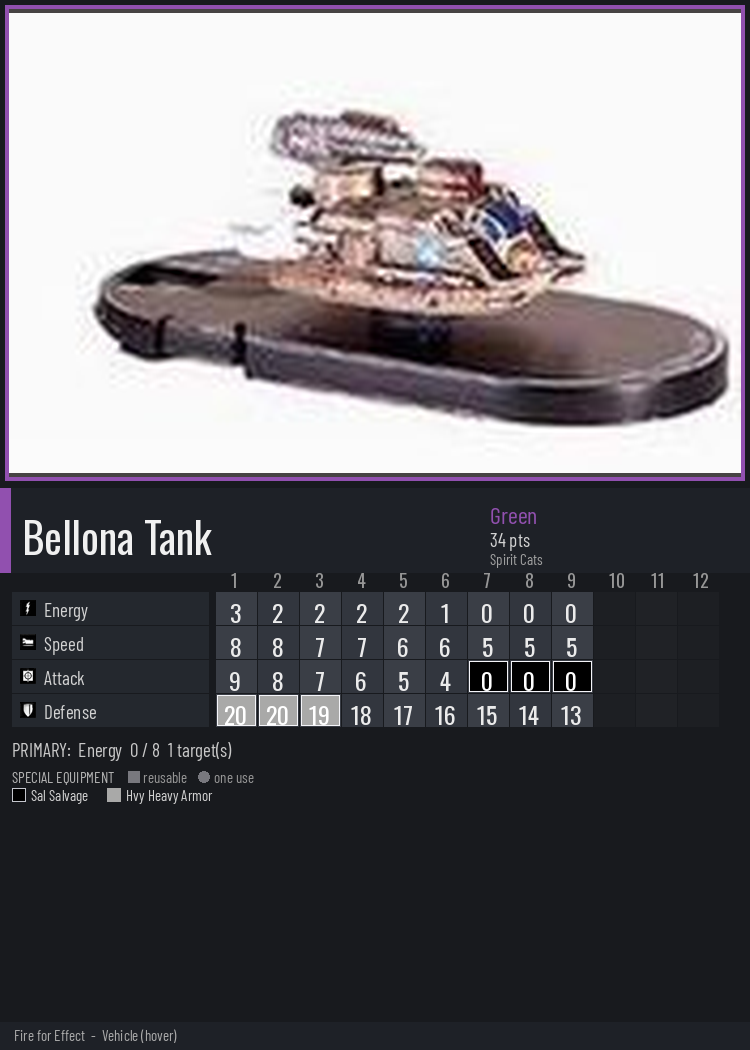 Bellona Tank
Green
34 pts
Spirit Cats
1 2 3 4 5 6 7 8 9 10 11 12
Energy 3 2 2 2 2 1 0 0 0
Speed 8 8 7 7 6 6 5 5 5
Attack 9 8 7 6 5 4 0 0 0
Defense 20 20 19 18 17 16 15 14 13
PRIMARY: Energy 0 / 8 1 target(s)
SPECIAL EQUIPMENT reusable one use
Sal Salvage Hvy Heavy Armor
Fire for Effect - Vehicle (hover)